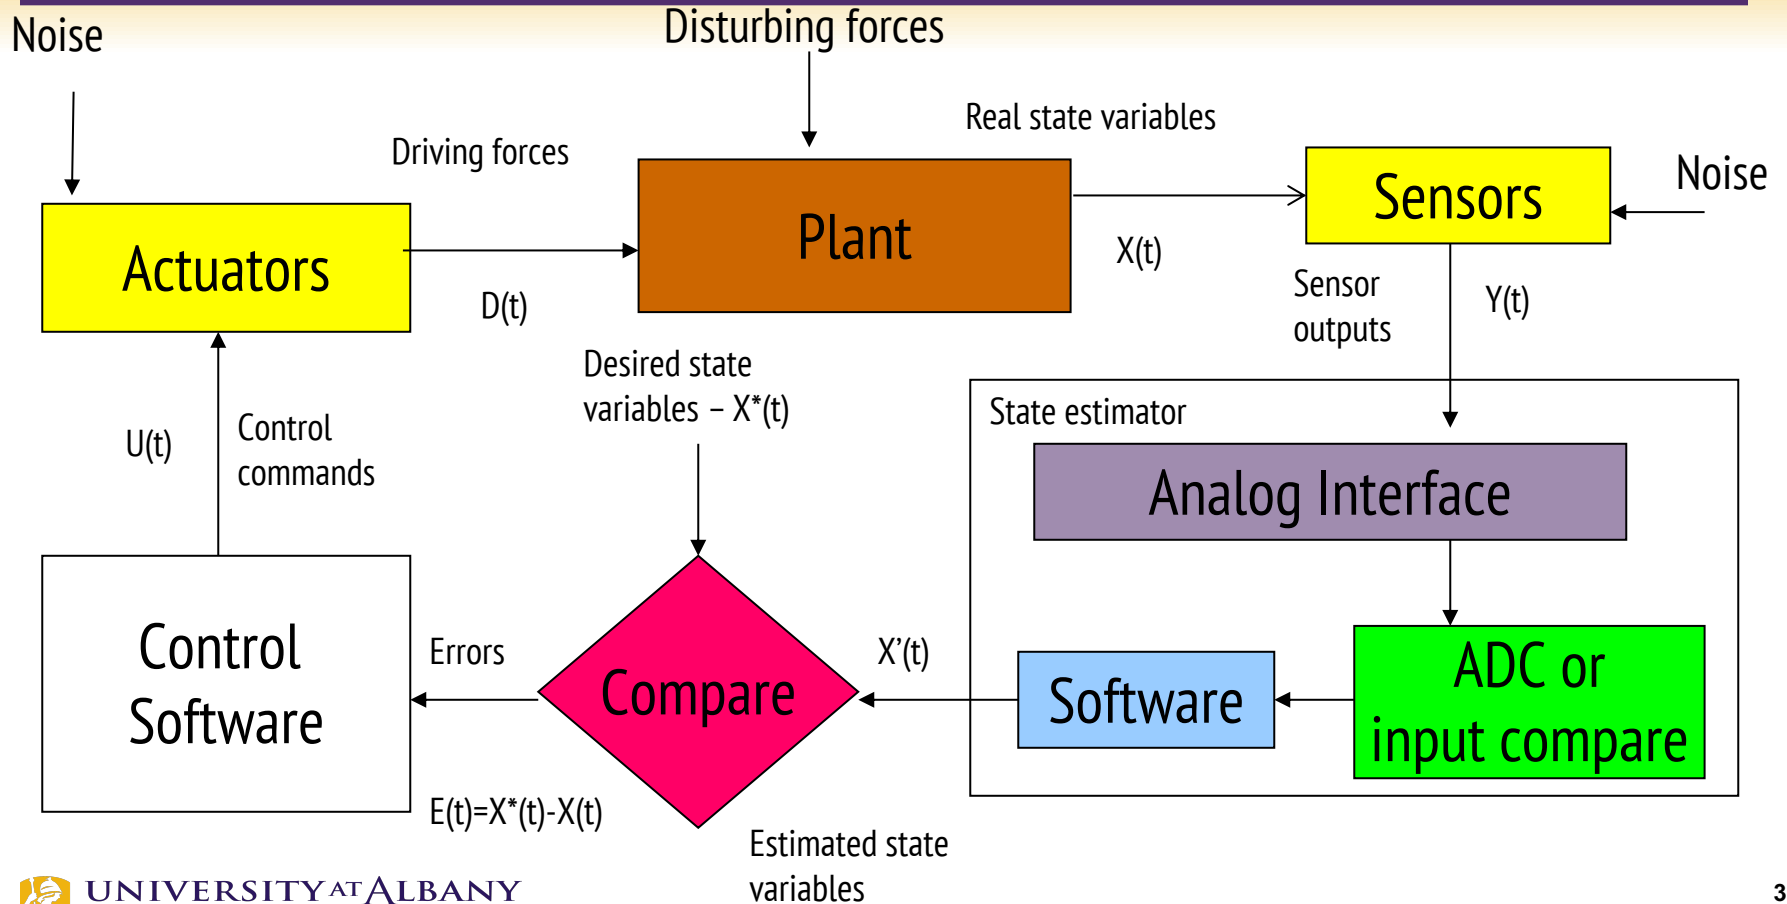 Noise
Disturbing forces
Driving forces
Real state variables
Noise
Actuators
Plant
Sensors
D(t)
X(t)
Sensor
outputs
Y(t)
U(t)
Control
commands
Desired state
variables – X*(t)
State estimator
Analog Interface
Control
Software
Errors
Compare
X’(t)
Software
ADC or
input compare
E(t)=X*(t)-X(t)
Estimated state
variables
UNIVERSITY AT ALBANY
3